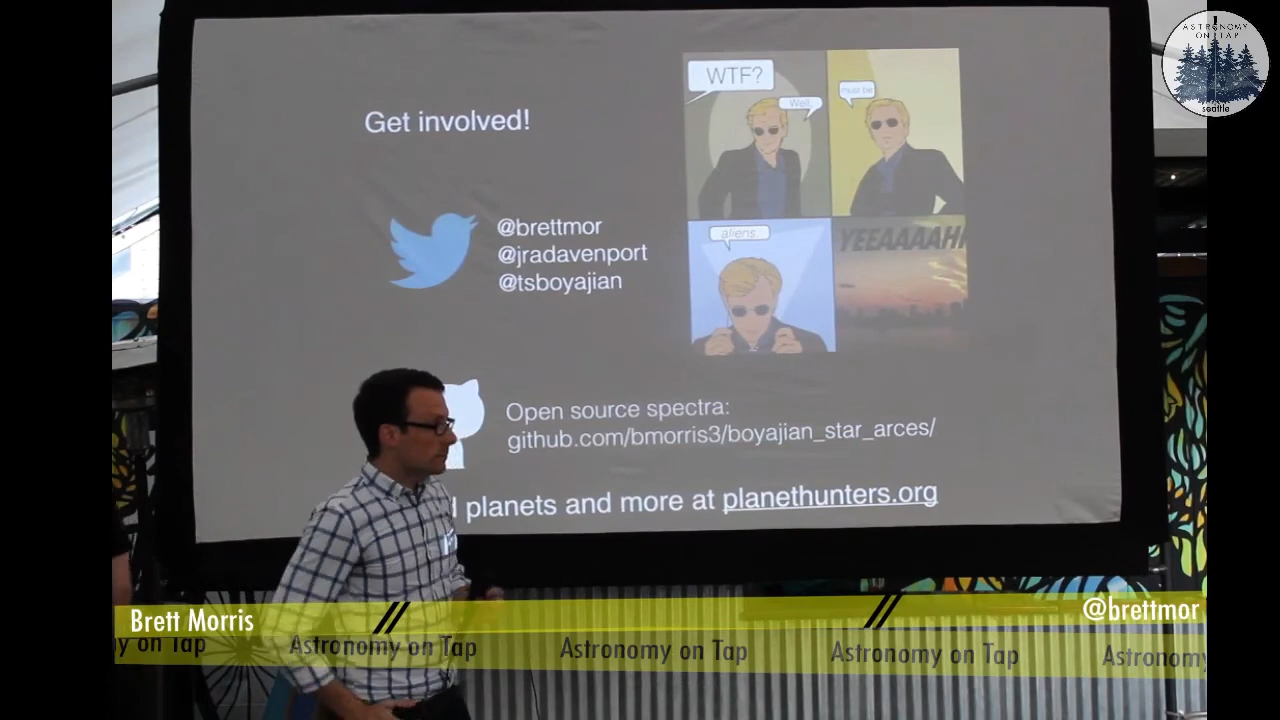 ASTRONOMY
ON TAP
seattle
Get involved!
WTF?
Well,
must be
aliens.
YEEAAAAHH
@brettmor
@jradavenport
@tsboyajian
Open source spectra:
github.com/bmorris3/boyajian_star_arces/
planets and more at planethunters.org
Brett Morris
@brettmor
on Tap
Astronomy on Tap
Astronomy on Tap
Astronomy on Tap
Astronomy